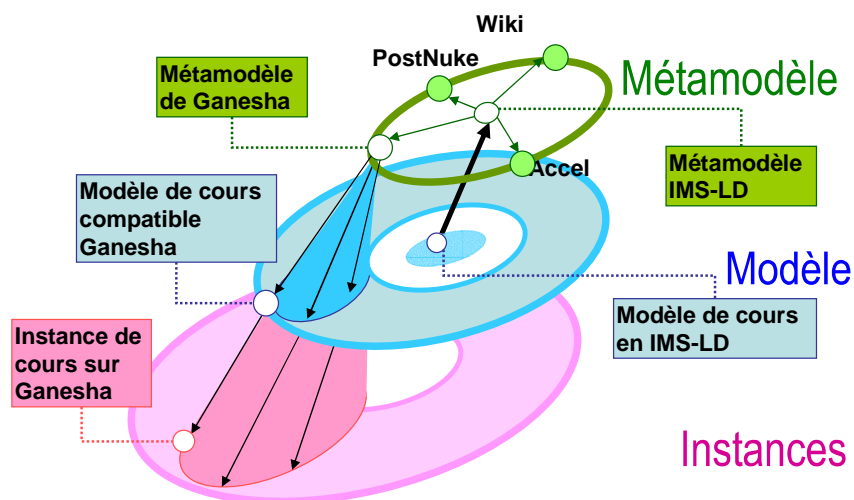 Wiki
PostNuke
Métamodèle
de Ganesha
Métamodèle
Accel
Métamodèle
IMS-LD
Modèle de cours
compatible
Ganesha
Modèle
Modèle de cours
en IMS-LD
Instance de
cours sur
Ganesha
Instances